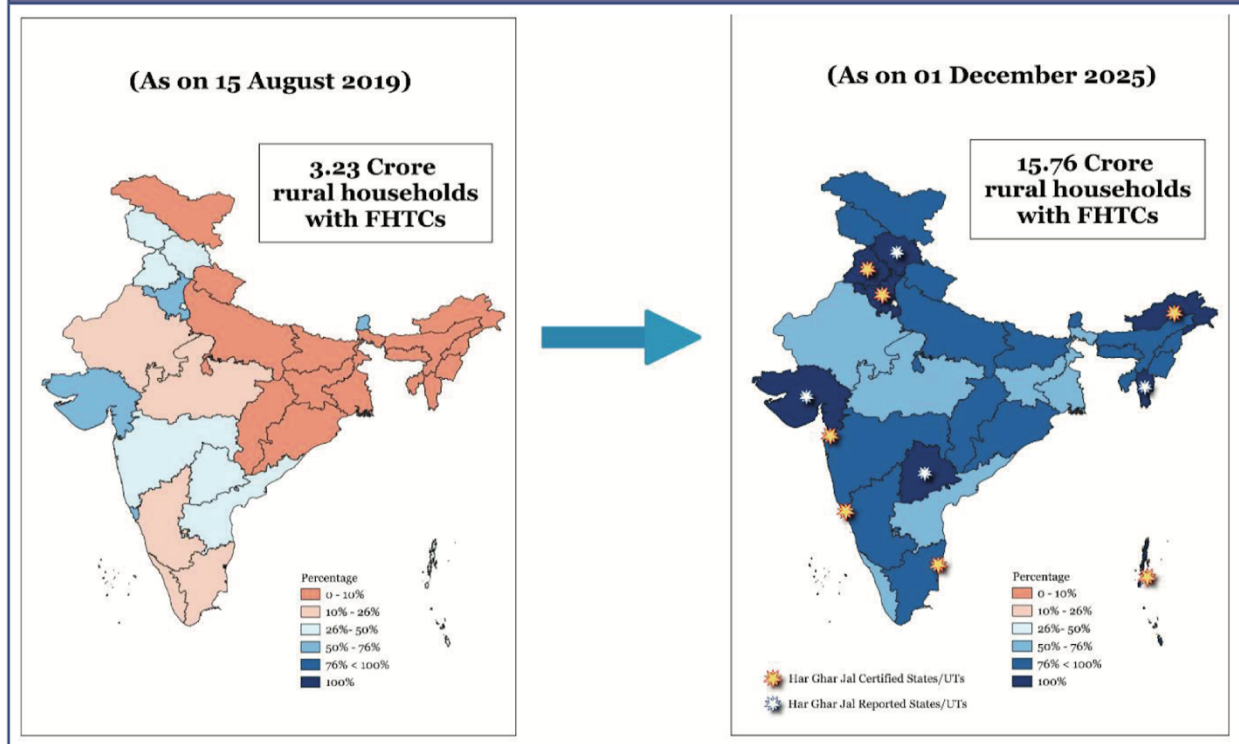 (As on 15 August 2019)
3.23 Crore
rural households
with FHTCs
Percentage
0 - 10%
10% - 26%
26%- 50%
50% - 76%
76% < 100%
100%
(As on 01 December 2025)
15.76 Crore
rural households
with FHTCs
Percentage
0 - 10%
10% - 26%
26%- 50%
50% - 76%
76% < 100%
100%
Har Ghar Jal Certified States/UTs
Har Ghar Jal Reported States/UTs